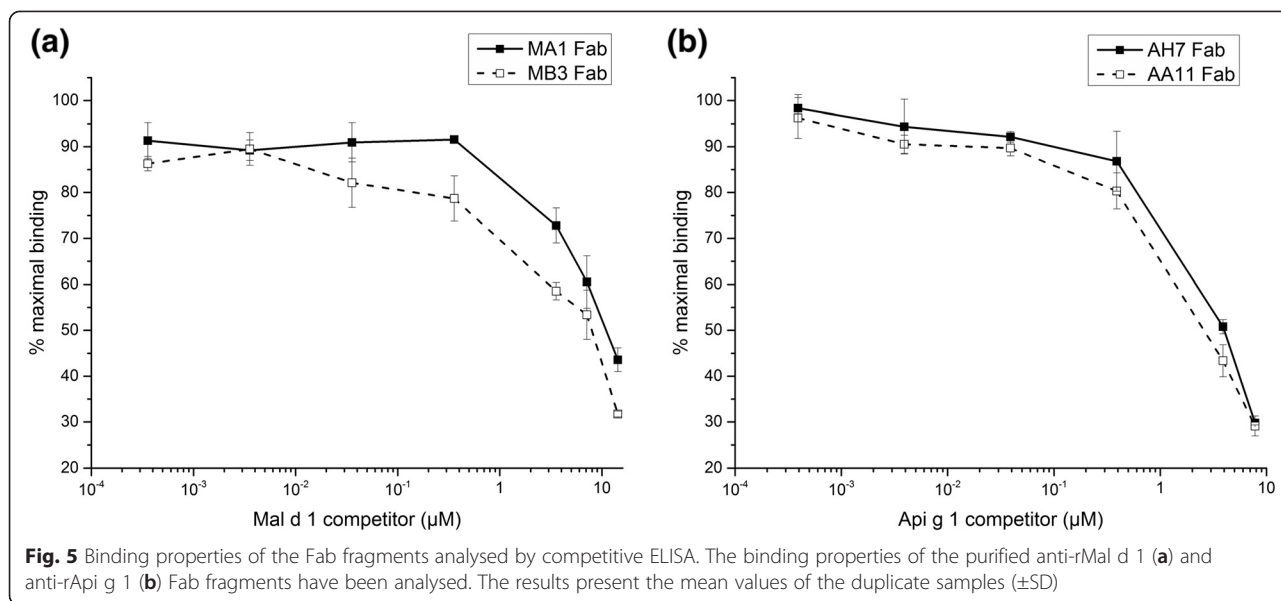 (a)
MA1 Fab
MB3 Fab
% maximal binding
100
90
80
70
60
50
40
30
20
10⁻⁴
10⁻³
10⁻²
10⁻¹
1
10
Mal d 1 competitor (µM)
(b)
AH7 Fab
AA11 Fab
% maximal binding
100
90
80
70
60
50
40
30
20
10⁻⁴
10⁻³
10⁻²
10⁻¹
1
10
Api g 1 competitor (µM)
Fig. 5 Binding properties of the Fab fragments analysed by competitive ELISA. The binding properties of the purified anti-rMal d 1 (a) and
anti-rApi g 1 (b) Fab fragments have been analysed. The results present the mean values of the duplicate samples (±SD)